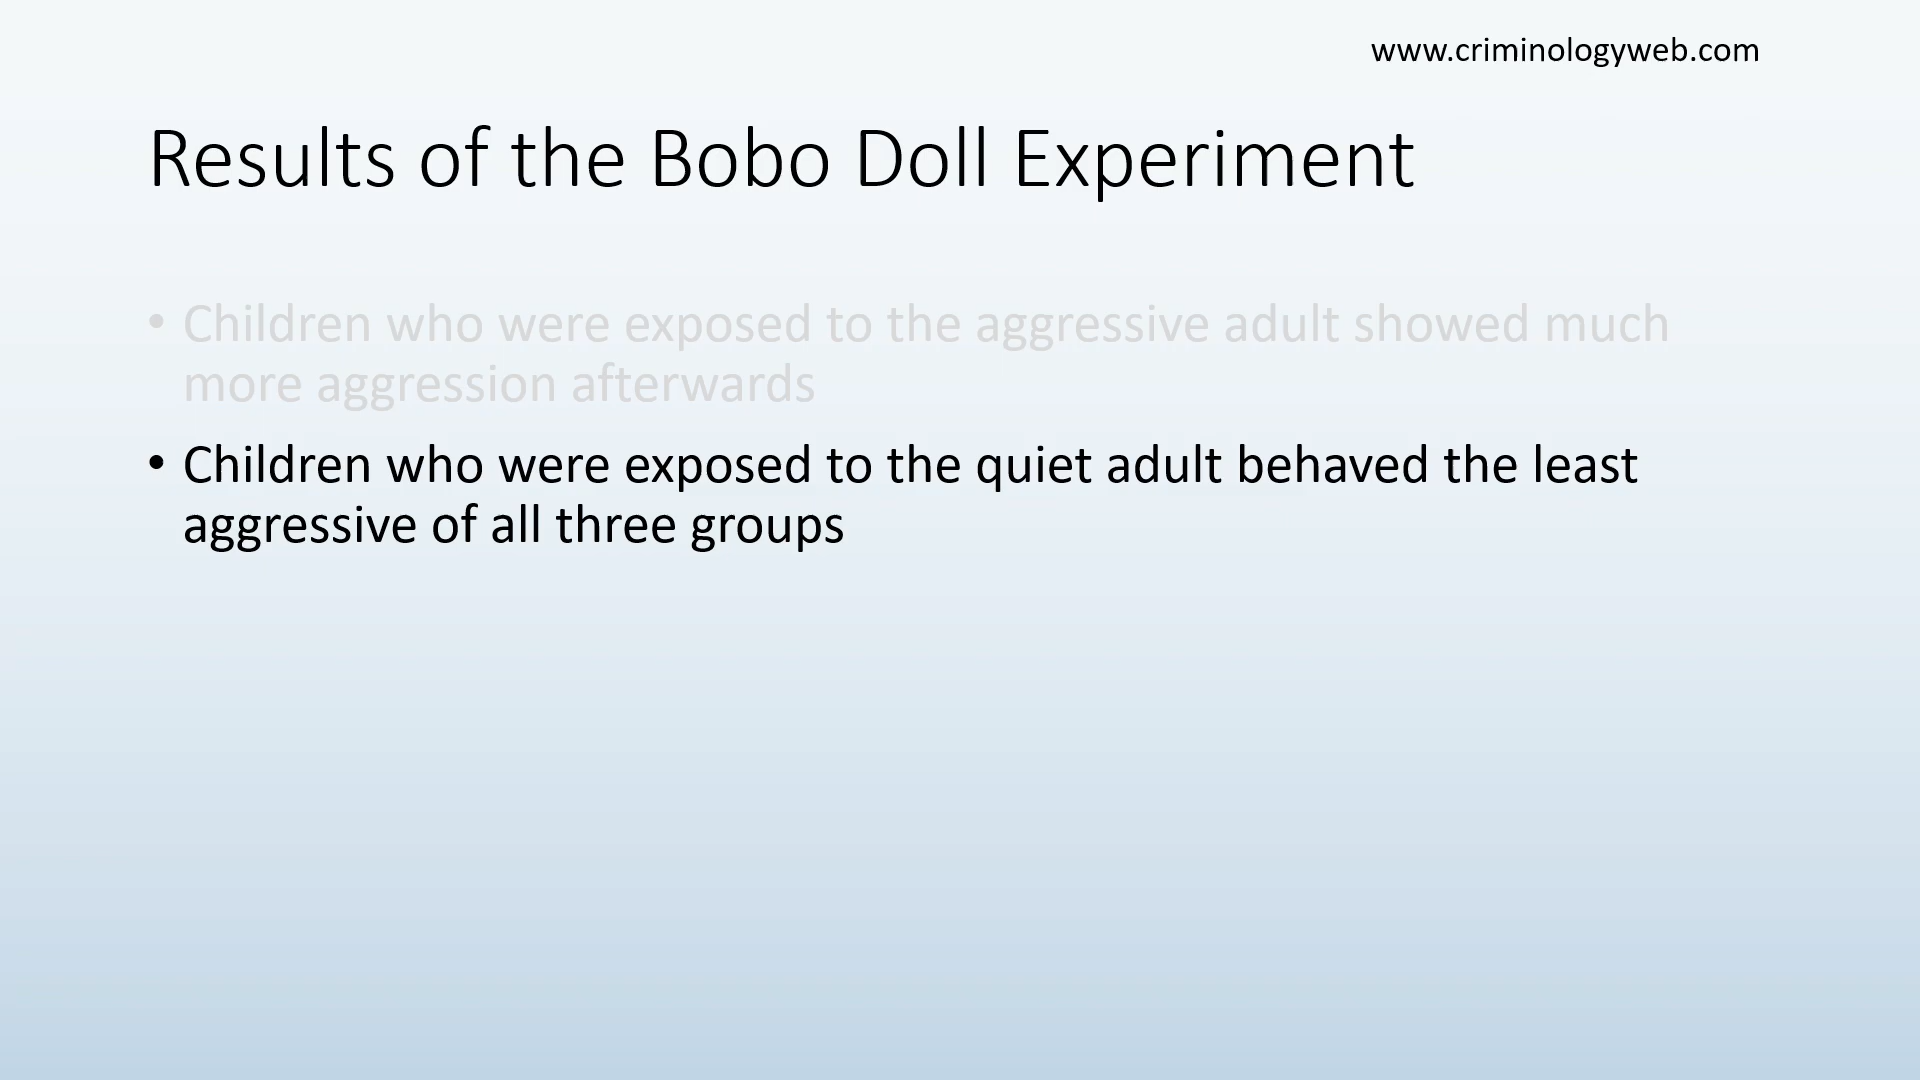 www.criminologyweb.com
Results of the Bobo Doll Experiment
• Children who were exposed to the aggressive adult showed much
more aggression afterwards
• Children who were exposed to the quiet adult behaved the least
aggressive of all three groups